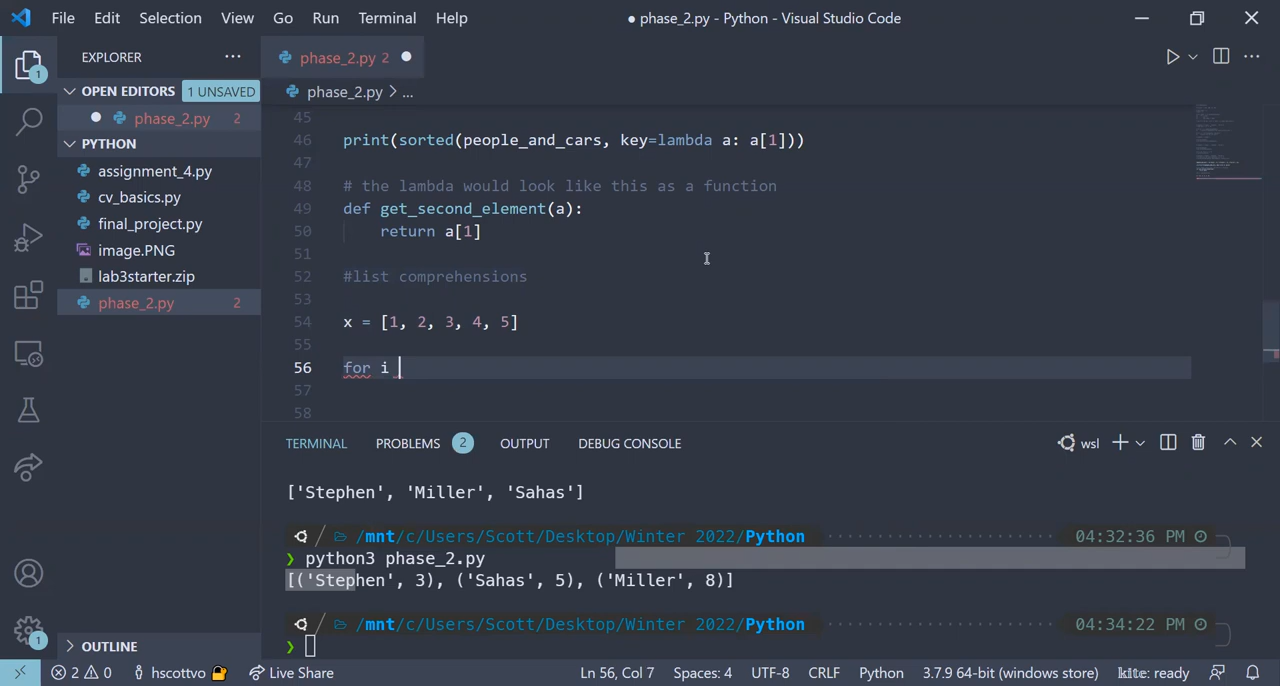 File Edit Selection View Go Run Terminal Help
● phase_2.py - Python - Visual Studio Code
EXPLORER
OPEN EDITORS 1 UNSAVED
phase_2.py 2
PYTHON
assignment_4.py
cv_basics.py
final_project.py
image.PNG
lab3starter.zip
phase_2.py 2
OUTLINE
1
1
phase_2.py 2
phase_2.py > ...
45
46 print(sorted(people_and_cars, key=lambda a: a[1]))
47
48 # the lambda would look like this as a function
49 def get_second_element(a):
50 return a[1]
51
52 #list comprehensions
53
54 x = [1, 2, 3, 4, 5]
55
56 for i
57
58
TERMINAL PROBLEMS 2 OUTPUT DEBUG CONSOLE
wsl
['Stephen', 'Miller', 'Sahas']
/mnt/c/Users/Scott/Desktop/Winter 2022/Python 04:32:36 PM
❯ python3 phase_2.py
[('Stephen', 3), ('Sahas', 5), ('Miller', 8)]
/mnt/c/Users/Scott/Desktop/Winter 2022/Python 04:34:22 PM
❯
2 0 hscottvo Live Share Ln 56, Col 7 Spaces: 4 UTF-8 CRLF Python 3.7.9 64-bit (windows store) kite: ready